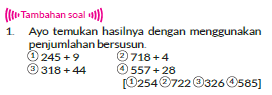 Tambahan soal
1. Ayo temukan hasilnya dengan menggunakan
penjumlahan bersusun.
① 245 + 9 ② 718 + 4
③ 318 + 44 ④ 557 + 28
[①254 ②722 ③326 ④585]